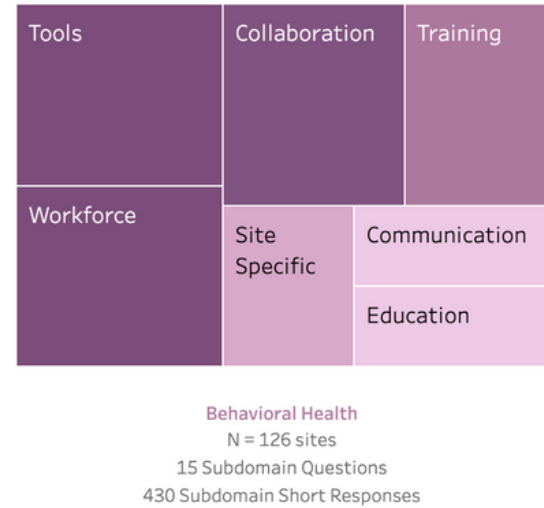 Tools
Collaboration
Training
Workforce
Site
Specific
Communication
Education
Behavioral Health
N = 126 sites
15 Subdomain Questions
430 Subdomain Short Responses